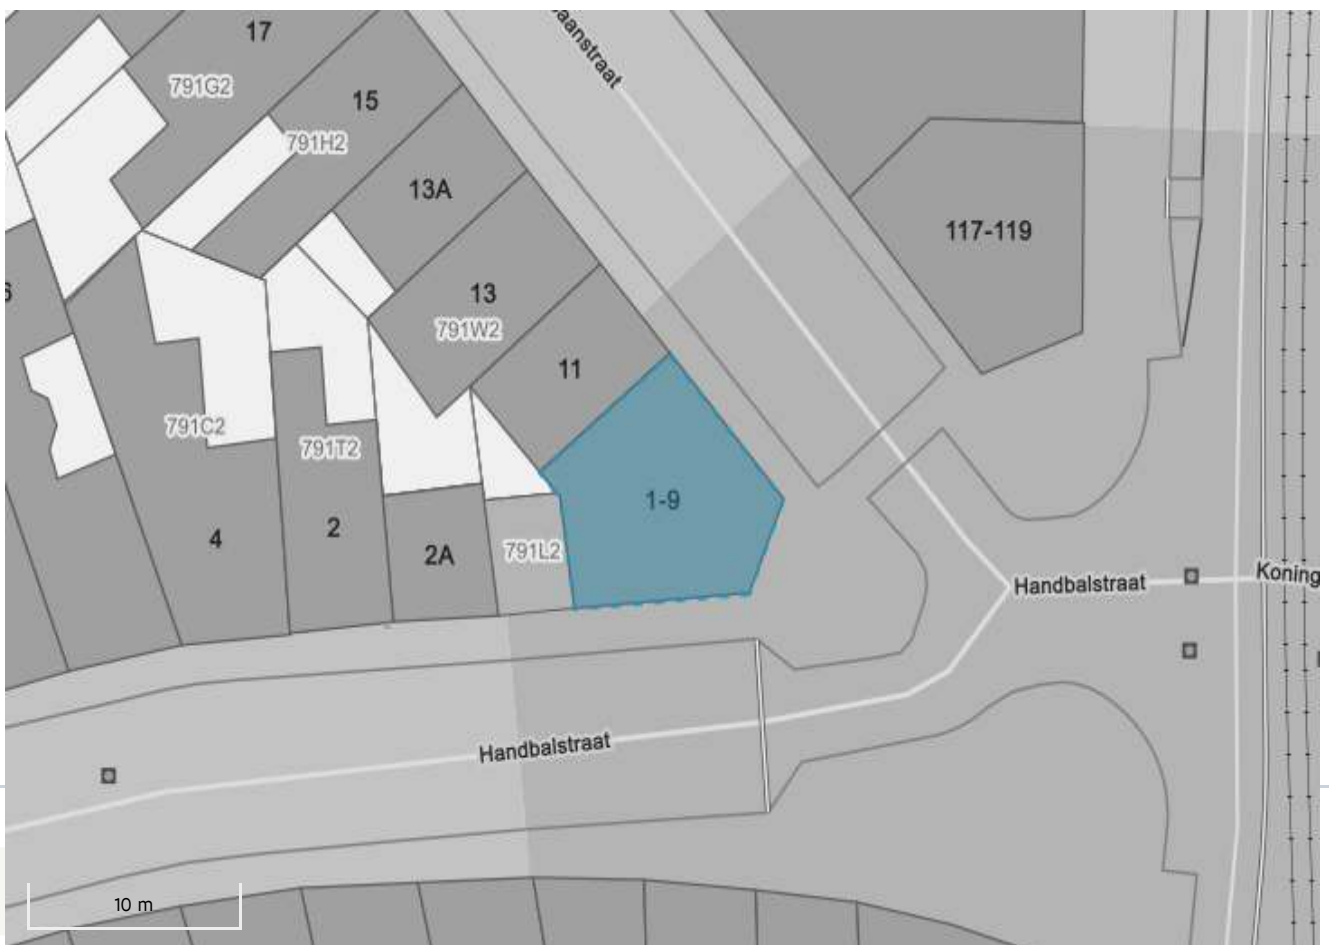 17
aanstraat
791G2
15
791H2
13A
117-119
13
791W2
11
791C2
791T2
1-9
4
2
2A
791L2
Handbalstraat
Koning
Handbalstraat
10 m